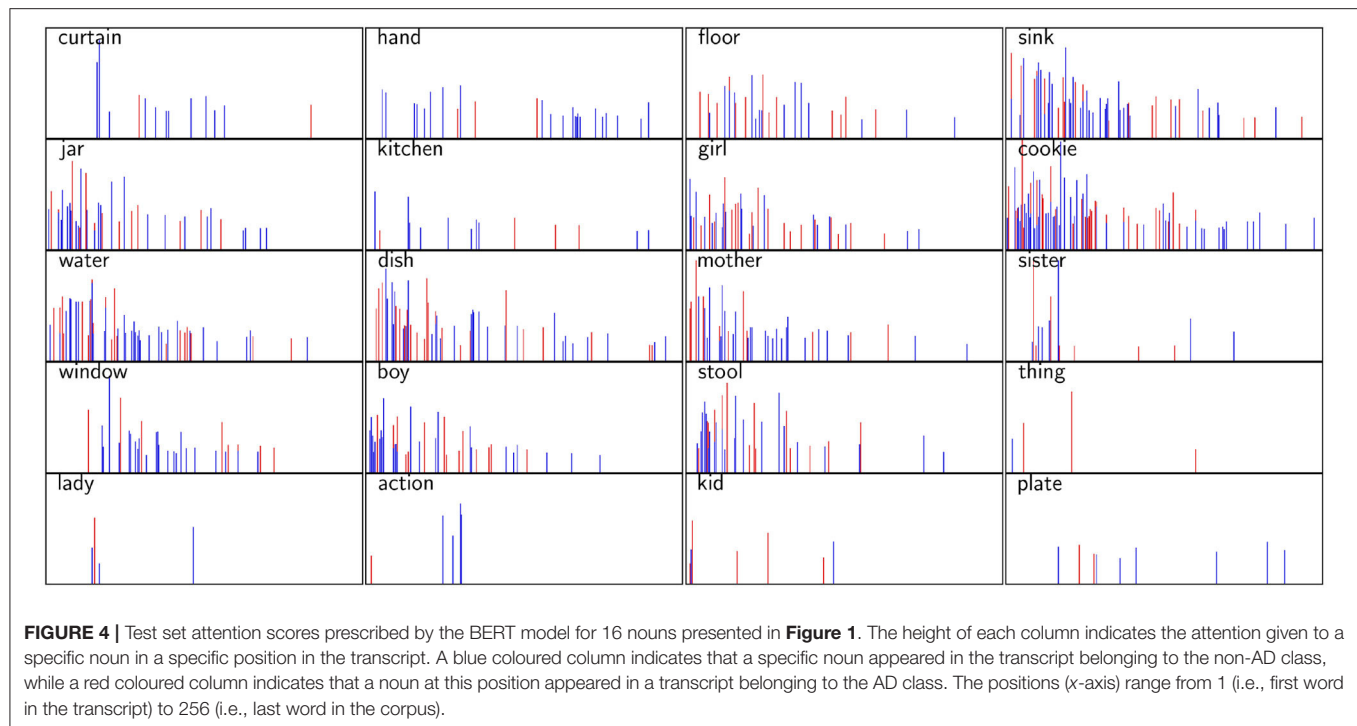 curtain hand floor sink
jar kitchen girl cookie
water dish mother sister
window boy stool thing
lady action kid plate
FIGURE 4 | Test set attention scores prescribed by the BERT model for 16 nouns presented in Figure 1. The height of each column indicates the attention given to a
specific noun in a specific position in the transcript. A blue coloured column indicates that a specific noun appeared in the transcript belonging to the non-AD class,
while a red coloured column indicates that a noun at this position appeared in a transcript belonging to the AD class. The positions (x-axis) range from 1 (i.e., first word
in the transcript) to 256 (i.e., last word in the corpus).